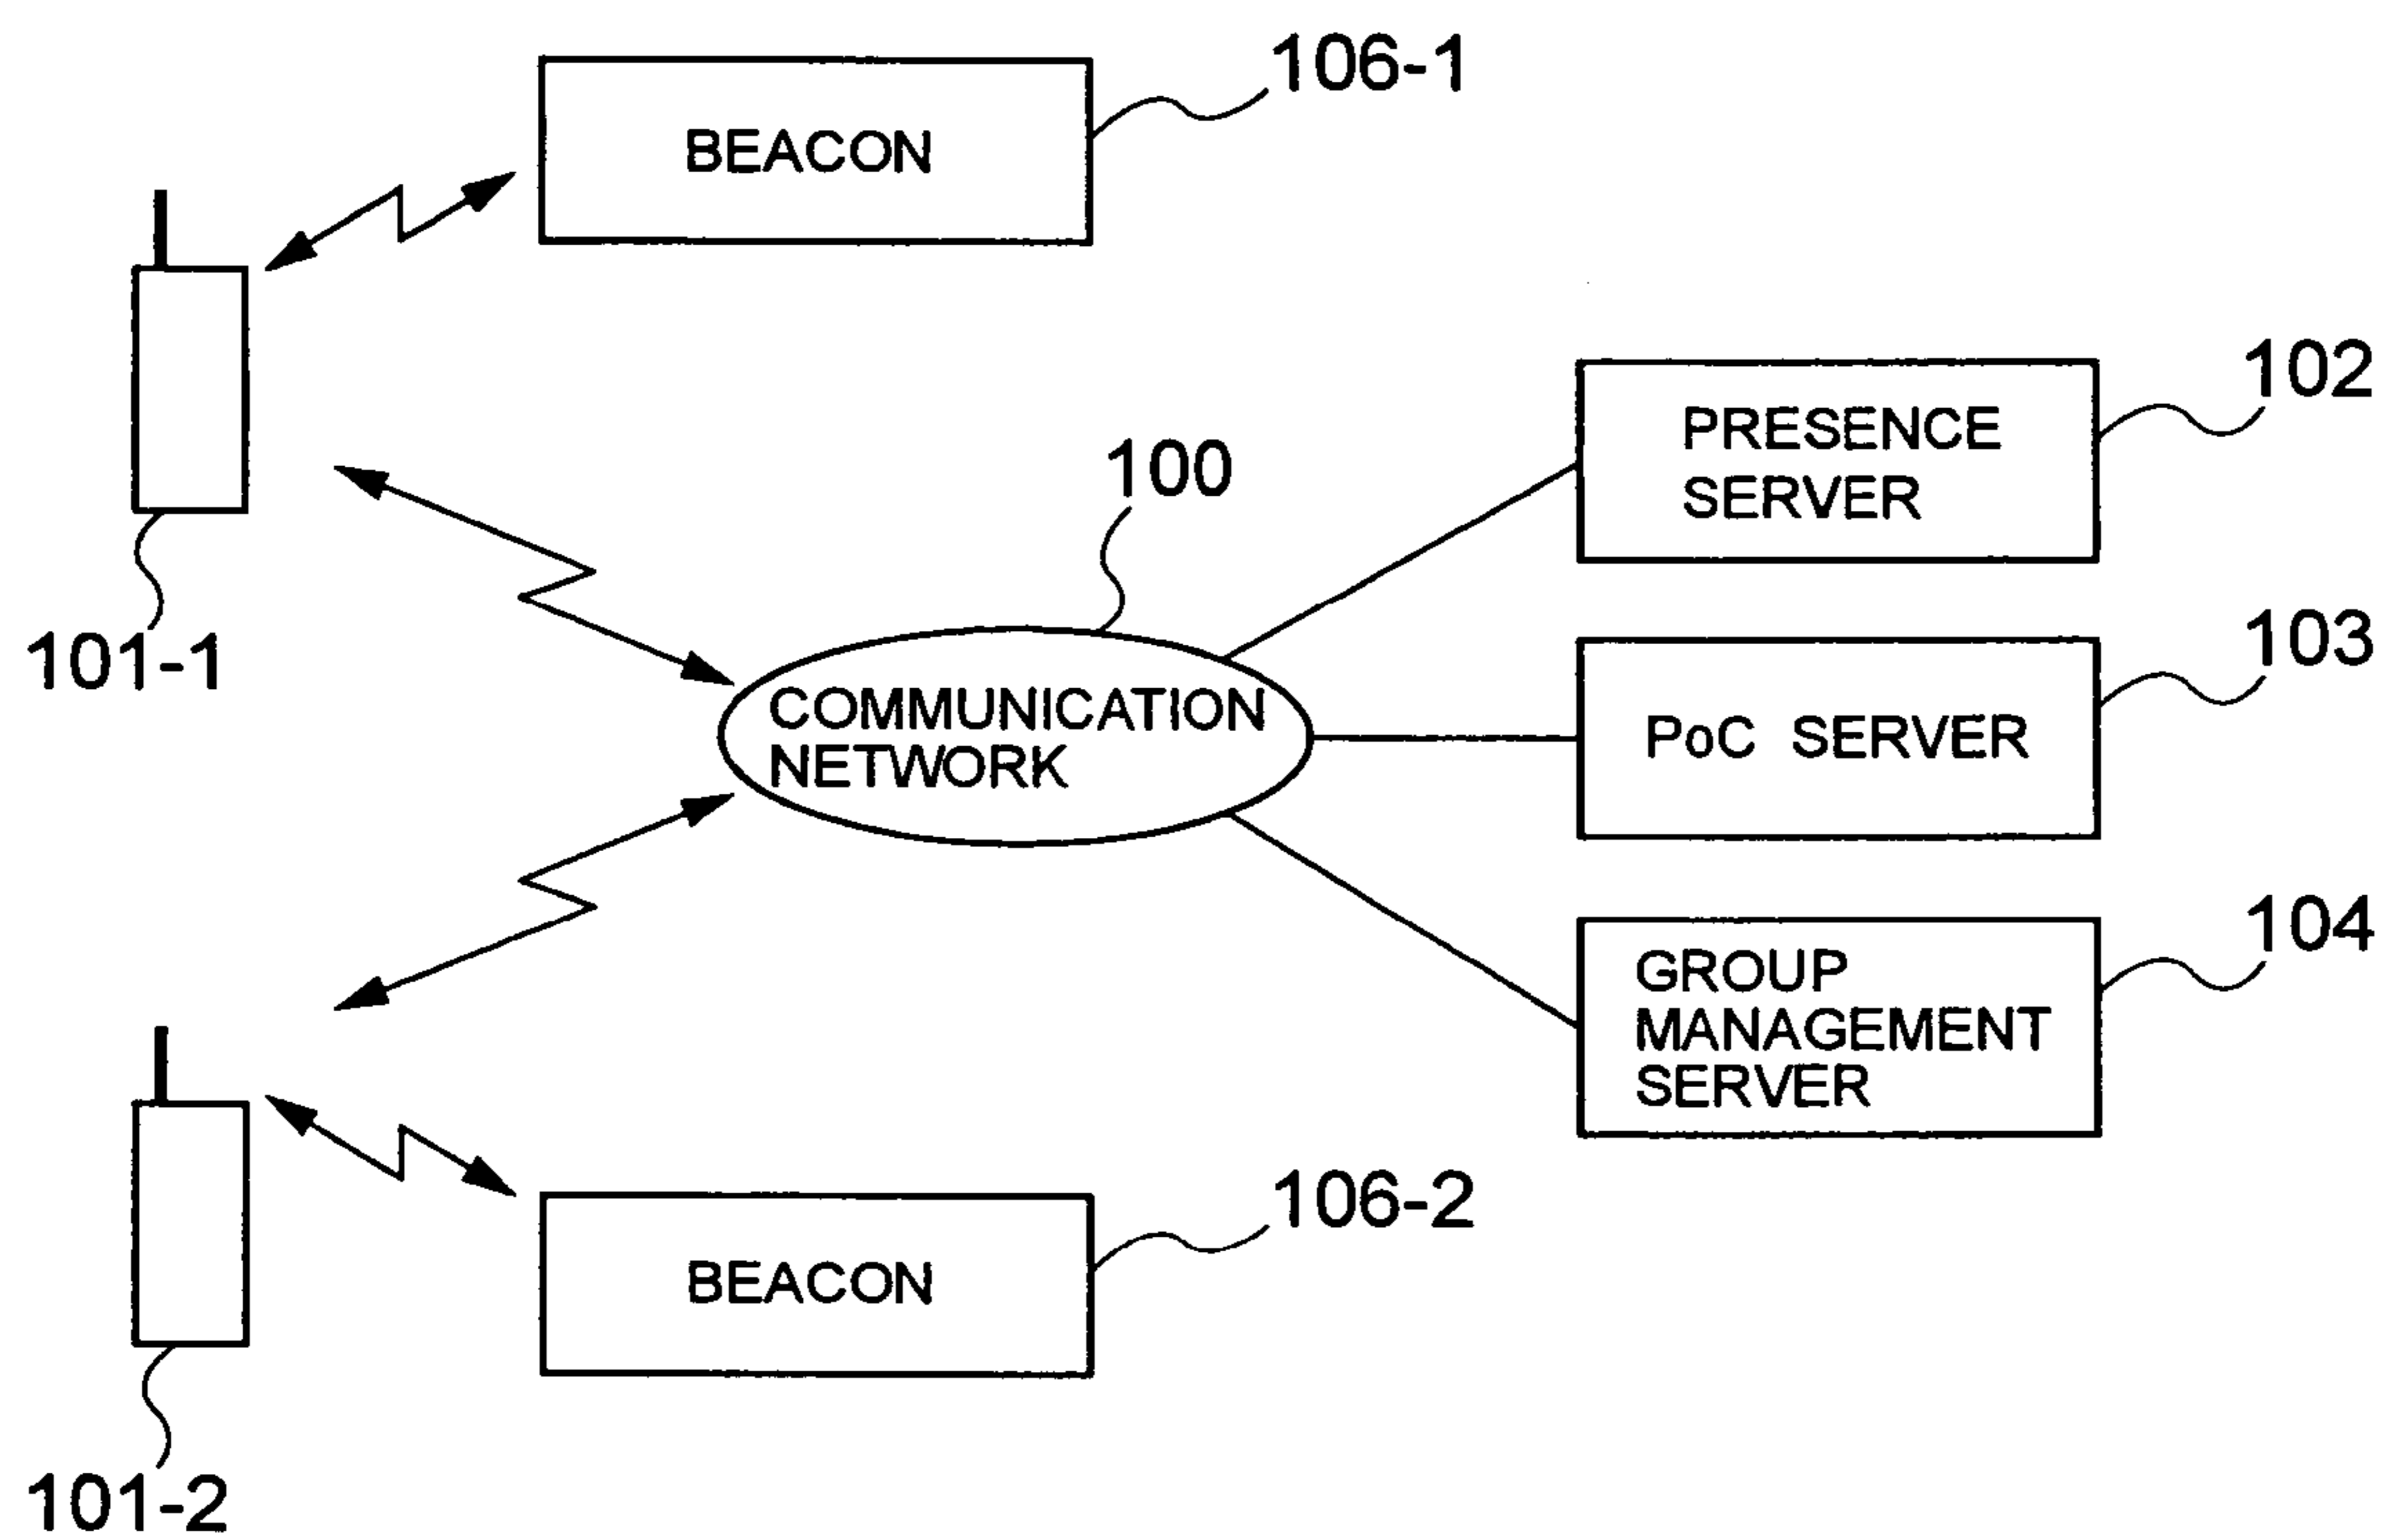 106-1
BEACON
102
PRESENCE
SERVER
100
101-1
103
COMMUNICATION
NETWORK
PoC SERVER
104
GROUP
MANAGEMENT
SERVER
106-2
BEACON
101-2